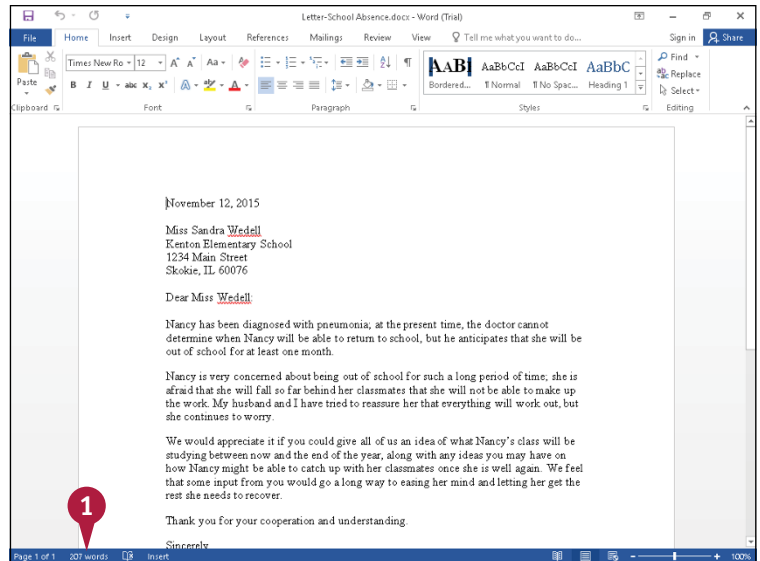 Letter-School Absence.docx - Word (Trial)
File Home Insert Design Layout References Mailings Review View Tell me what you want to do... Sign in Share
Times New Ro 12 A A Aa
Find
Replace
Select
Paste
B I U abc x₂ x² A A
AaB AaBbCcI AaBbCcI AaBbC
Bordered... ¶ Normal ¶ No Spac... Heading 1
Clipboard Font Paragraph Styles Editing
November 12, 2015
Miss Sandra Wedell
Kenton Elementary School
1234 Main Street
Skokie, IL 60076
Dear Miss Wedell:
Nancy has been diagnosed with pneumonia; at the present time, the doctor cannot
determine when Nancy will be able to return to school, but he anticipates that she will be
out of school for at least one month.
Nancy is very concerned about being out of school for such a long period of time; she is
afraid that she will fall so far behind her classmates that she will not be able to make up
the work. My husband and I have tried to reassure her that everything will work out, but
she continues to worry.
We would appreciate it if you could give all of us an idea of what Nancy's class will be
studying between now and the end of the year, along with any ideas you may have on
how Nancy might be able to catch up with her classmates once she is well again. We feel
that some input from you would go a long way to easing her mind and letting her get the
rest she needs to recover.
Thank you for your cooperation and understanding.
Sincerely
1
Page 1 of 1 207 words Insert 100%